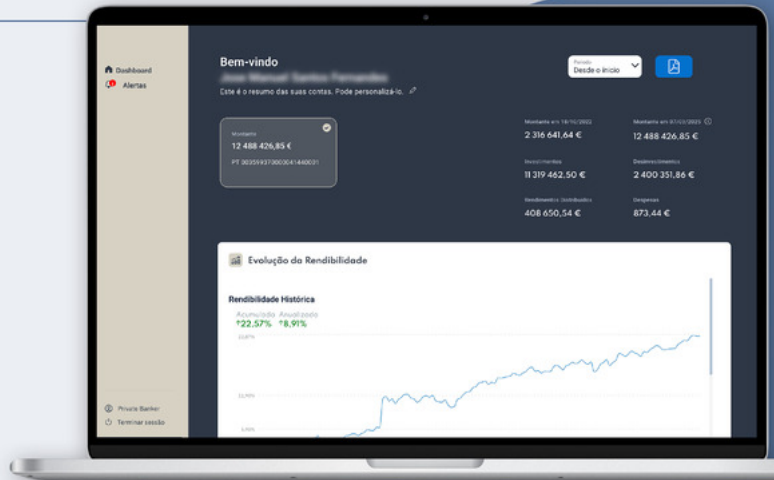 Dashboard
Alertas
Bem-vindo
Este é o resumo das suas contas. Pode personalizá-lo.
Período
Desde o início
Montante
12 488 426,85 €
Montante em 18/10/2022
2 316 641,64 €
Montante em 07/03/2025
12 488 426,85 €
Investimentos
11 319 462,50 €
Desinvestimentos
2 400 351,86 €
Rendimentos Distribuídos
408 650,54 €
Despesas
873,44 €
Evolução da Rendibilidade
Rendibilidade Histórica
Acumulada Anualizada
↑22,57% ↑8,91%
Private Banker
Terminar sessão